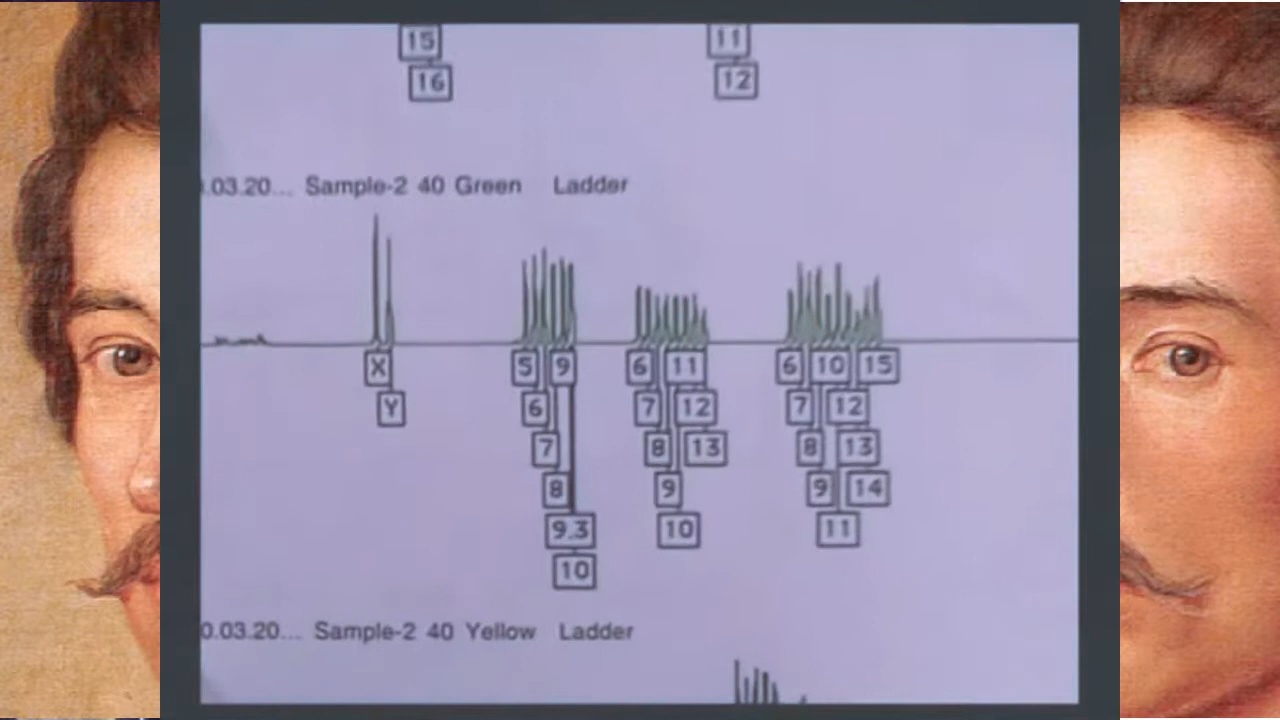 15 11
16 12
.03.20... Sample-2 40 Green Ladder
X 5 9 6 11 6 10 15
Y 6 7 12 7 12
7 8 13 8 13
8 9 9 14
9.3 10 11
10
0.03.20... Sample-2 40 Yellow Ladder